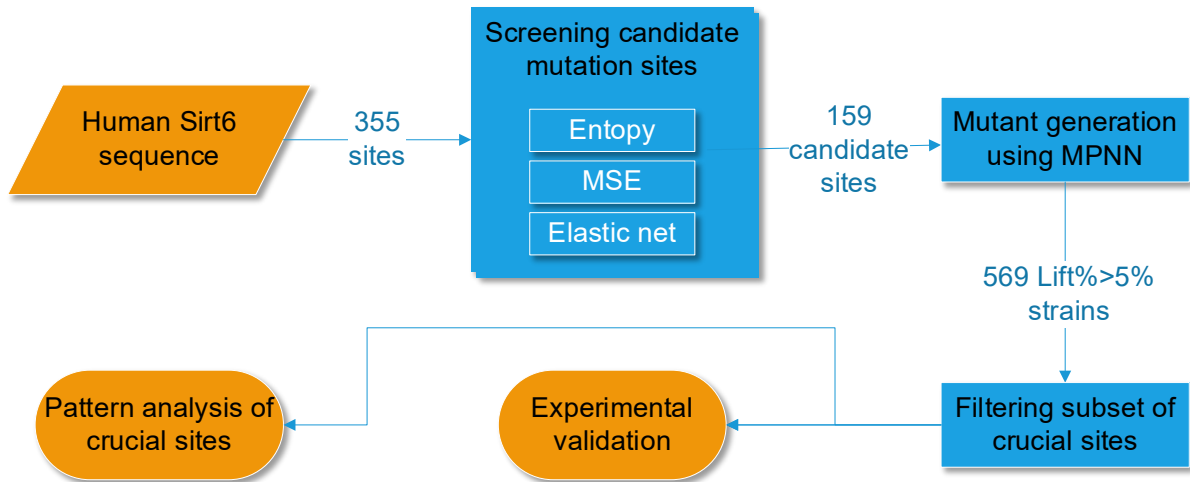 Human Sirt6
sequence
355
sites
Screening candidate
mutation sites
Entopy
MSE
Elastic net
159
candidate
sites
Mutant generation
using MPNN
569 Lift%>5%
strains
Pattern analysis of
crucial sites
Experimental
validation
Filtering subset of
crucial sites